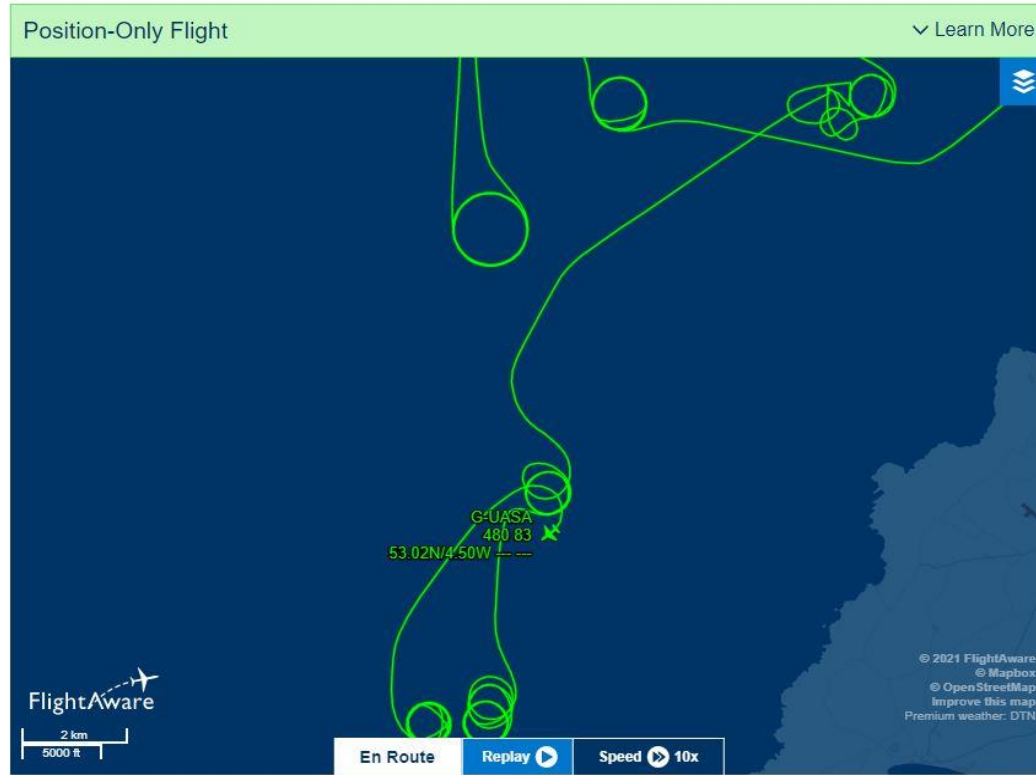 Position-Only Flight
Learn More
G-UASA
480 83
53.02N/4.50W --- ---
FlightAware
2 km
5000 ft
© 2021 FlightAware
© Mapbox
© OpenStreetMap
Improve this map
Premium weather: DTN
En Route
Replay
Speed 10x